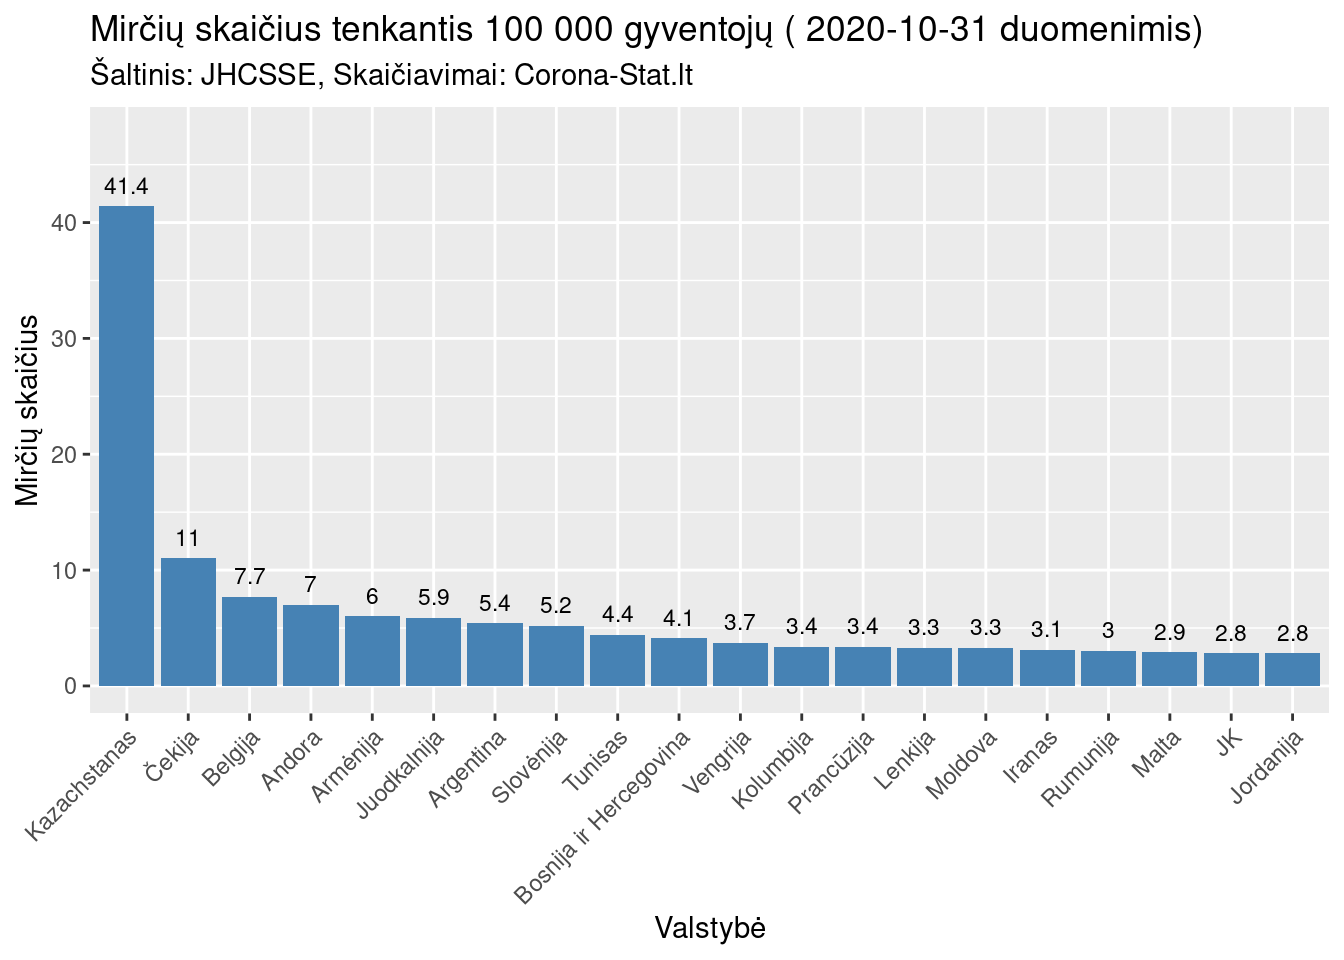 Mirčių skaičius tenkantis 100 000 gyventojų ( 2020-10-31 duomenimis)
Šaltinis: JHCSSE, Skaičiavimai: Corona-Stat.lt
Mirčių skaičius
40
30
20
10
0
41.4
11
7.7
7
6
5.9
5.4
5.2
4.4
4.1
3.7
3.4
3.4
3.3
3.3
3.1
3
2.9
2.8
2.8
Kazachstanas
Čekija
Belgija
Andora
Armėnija
Juodkalnija
Argentina
Slovėnija
Tunisas
Bosnija ir Hercegovina
Vengrija
Kolumbija
Prancūzija
Lenkija
Moldova
Iranas
Rumunija
Malta
JK
Jordanija
Valstybė